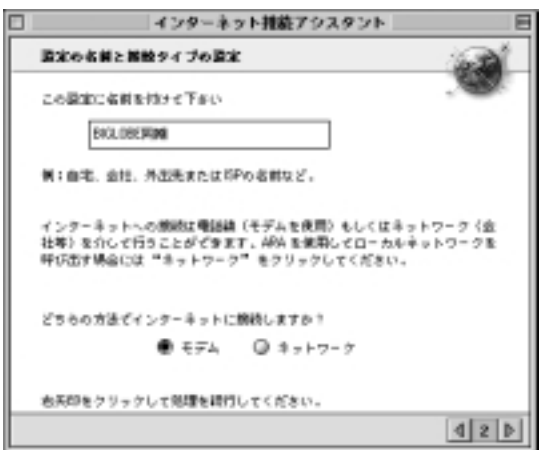 インターネット接続アシスタント
設定の名前と接続タイプの設定
この設定に名前を付けて下さい
BIGLOBE
例：自宅、会社、外出先またはISPの名前など。
インターネットへの接続は電話線（モデムを使用）もしくはネットワーク（会
社等）を介して行うことができます。ARA を使用してローカルネットワークを
呼び出す場合には “ネットワーク” をクリックしてください。
どちらの方法でインターネットに接続しますか？
モデム ネットワーク
右矢印をクリックして処理を続行してください。
2